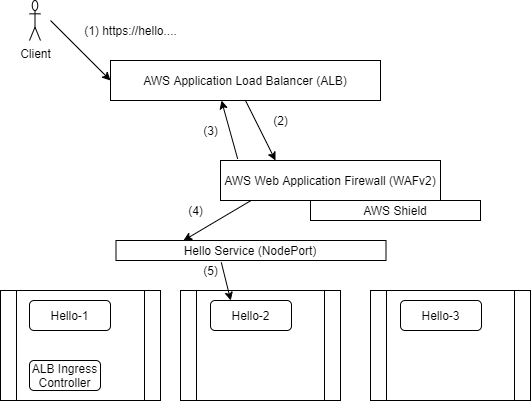 (1) https://hello....
Client
AWS Application Load Balancer (ALB)
(2)
(3)
AWS Web Application Firewall (WAFv2)
AWS Shield
(4)
Hello Service (NodePort)
(5)
Hello-1
Hello-2
Hello-3
ALB Ingress
Controller